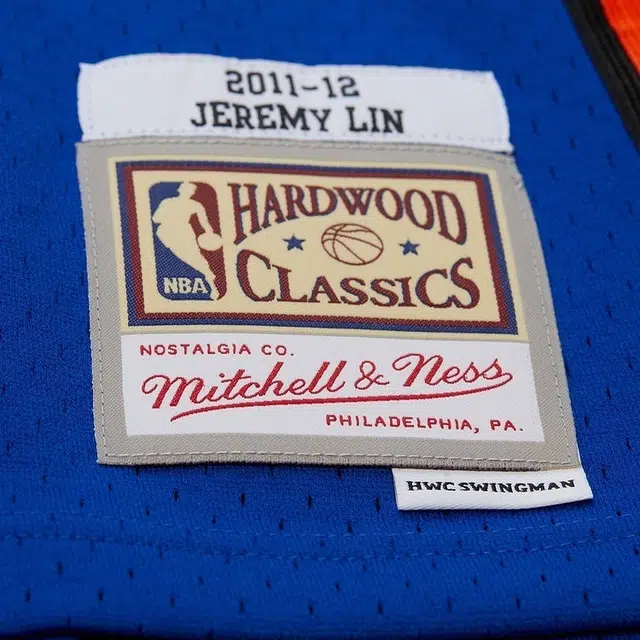 2011-12
JEREMY LIN
HARDWOOD
CLASSICS
NBA
NOSTALGIA CO.
Mitchell & Ness
PHILADELPHIA, PA.
HWC SWINGMAN